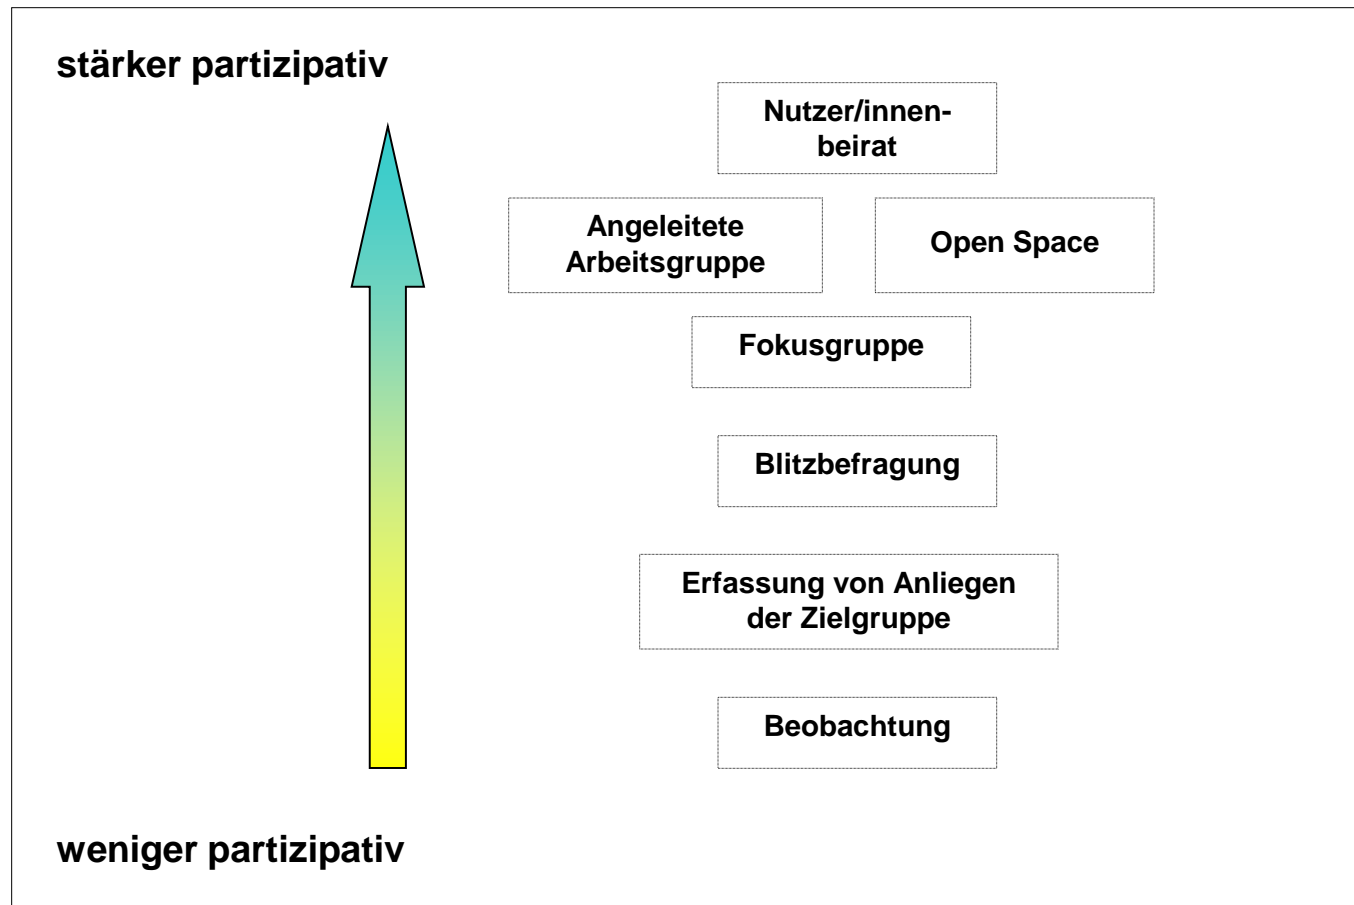 stärker partizipativ
Nutzer/innen-
beirat
Angeleitete
Arbeitsgruppe
Open Space
Fokusgruppe
Blitzbefragung
Erfassung von Anliegen
der Zielgruppe
Beobachtung
weniger partizipativ